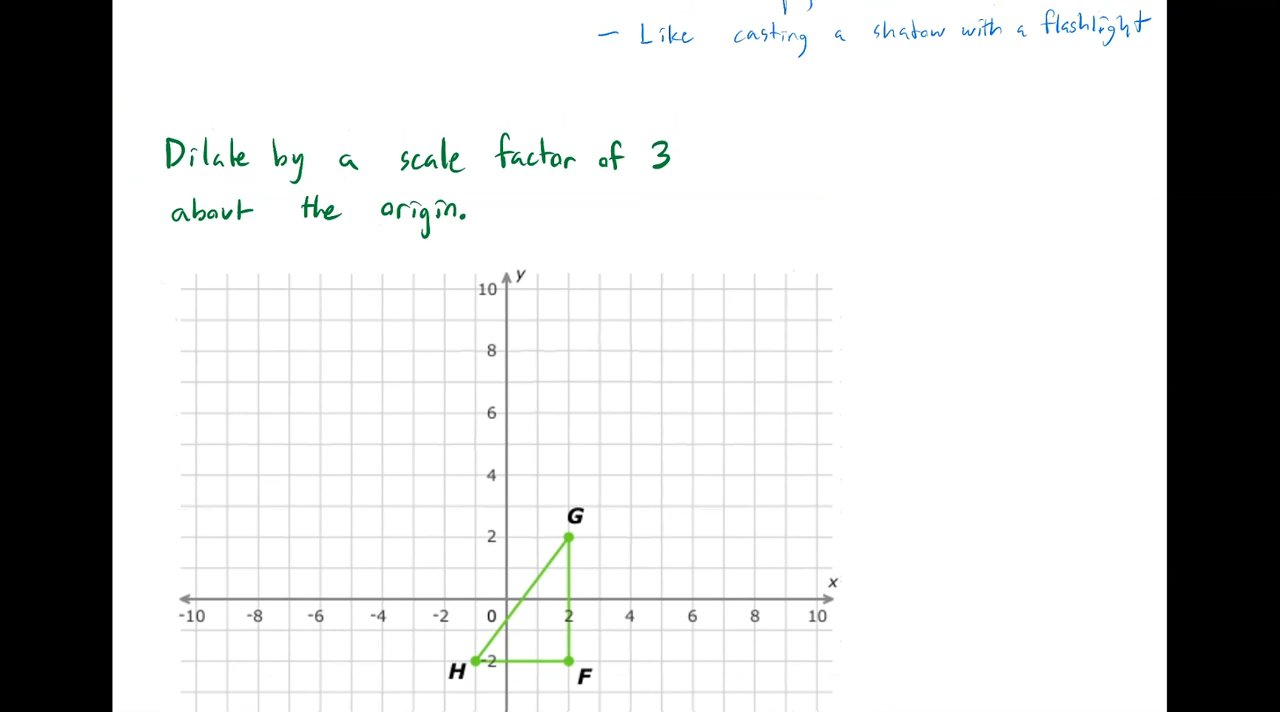 - Like casting a shadow with a flashlight
Dilate by a scale factor of 3
about the origin.
y
10
8
6
4
G
2
x
-10 -8 -6 -4 -2 0 2 4 6 8 10
H -2 F